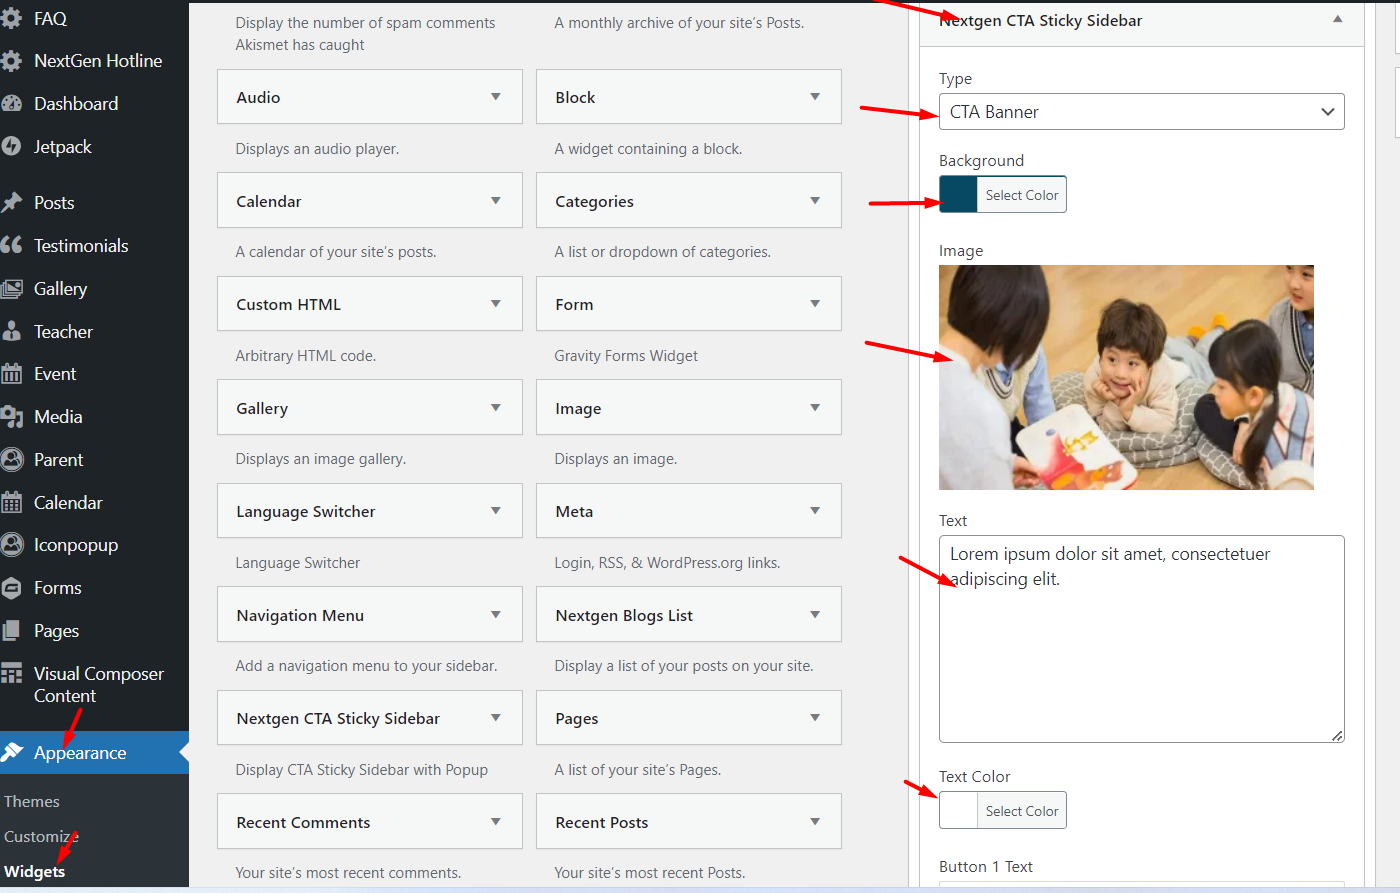 FAQ
NextGen Hotline
Dashboard
Jetpack
Posts
Testimonials
Gallery
Teacher
Event
Media
Parent
Calendar
Iconpopup
Forms
Pages
Visual Composer
Content
Appearance
Themes
Customize
Widgets
Display the number of spam comments
Akismet has caught
A monthly archive of your site's Posts.
Audio
Block
Displays an audio player.
A widget containing a block.
Calendar
Categories
A calendar of your site's posts.
A list or dropdown of categories.
Custom HTML
Form
Arbitrary HTML code.
Gravity Forms Widget
Gallery
Image
Displays an image gallery.
Displays an image.
Language Switcher
Meta
Language Switcher
Login, RSS, & WordPress.org links.
Navigation Menu
Nextgen Blogs List
Add a navigation menu to your sidebar.
Display a list of your posts on your site.
Nextgen CTA Sticky Sidebar
Pages
Display CTA Sticky Sidebar with Popup
A list of your site's Pages.
Recent Comments
Recent Posts
Your site's most recent comments.
Your site's most recent Posts.
Nextgen CTA Sticky Sidebar
Type
CTA Banner
Background
Select Color
Image
Text
Lorem ipsum dolor sit amet, consectetuer
adipiscing elit.
Text Color
Select Color
Button 1 Text